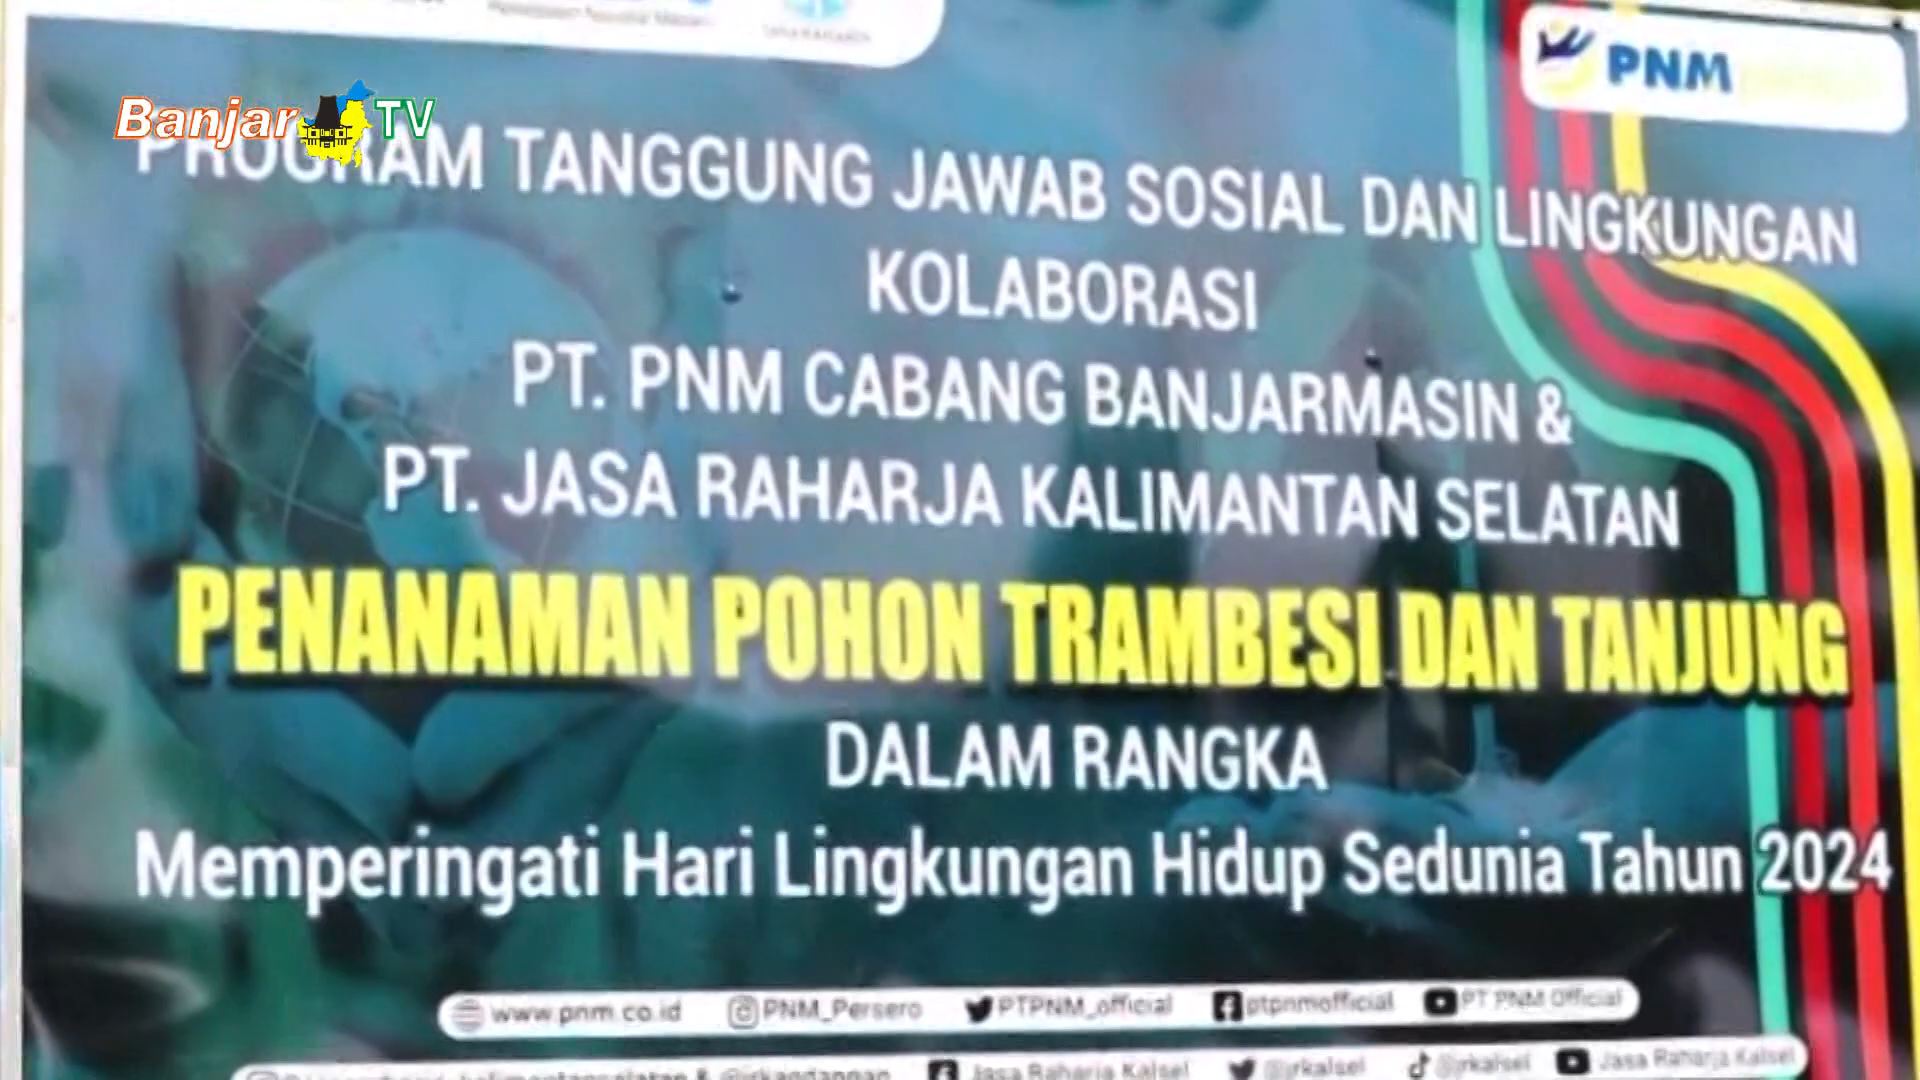 Banjar TV
PNM
PROGRAM TANGGUNG JAWAB SOSIAL DAN LINGKUNGAN
KOLABORASI
PT. PNM CABANG BANJARMASIN &
PT. JASA RAHARJA KALIMANTAN SELATAN
PENANAMAN POHON TRAMBESI DAN TANJUNG
DALAM RANGKA
Memperingati Hari Lingkungan Hidup Sedunia Tahun 2024
www.pnm.co.id PNM_Persero PTPNM_official ptpnmofficial PT PNM Official
Jasa Raharja Kalsel @jrkalsel @jrkalsel Jasa Raharja Kalsel